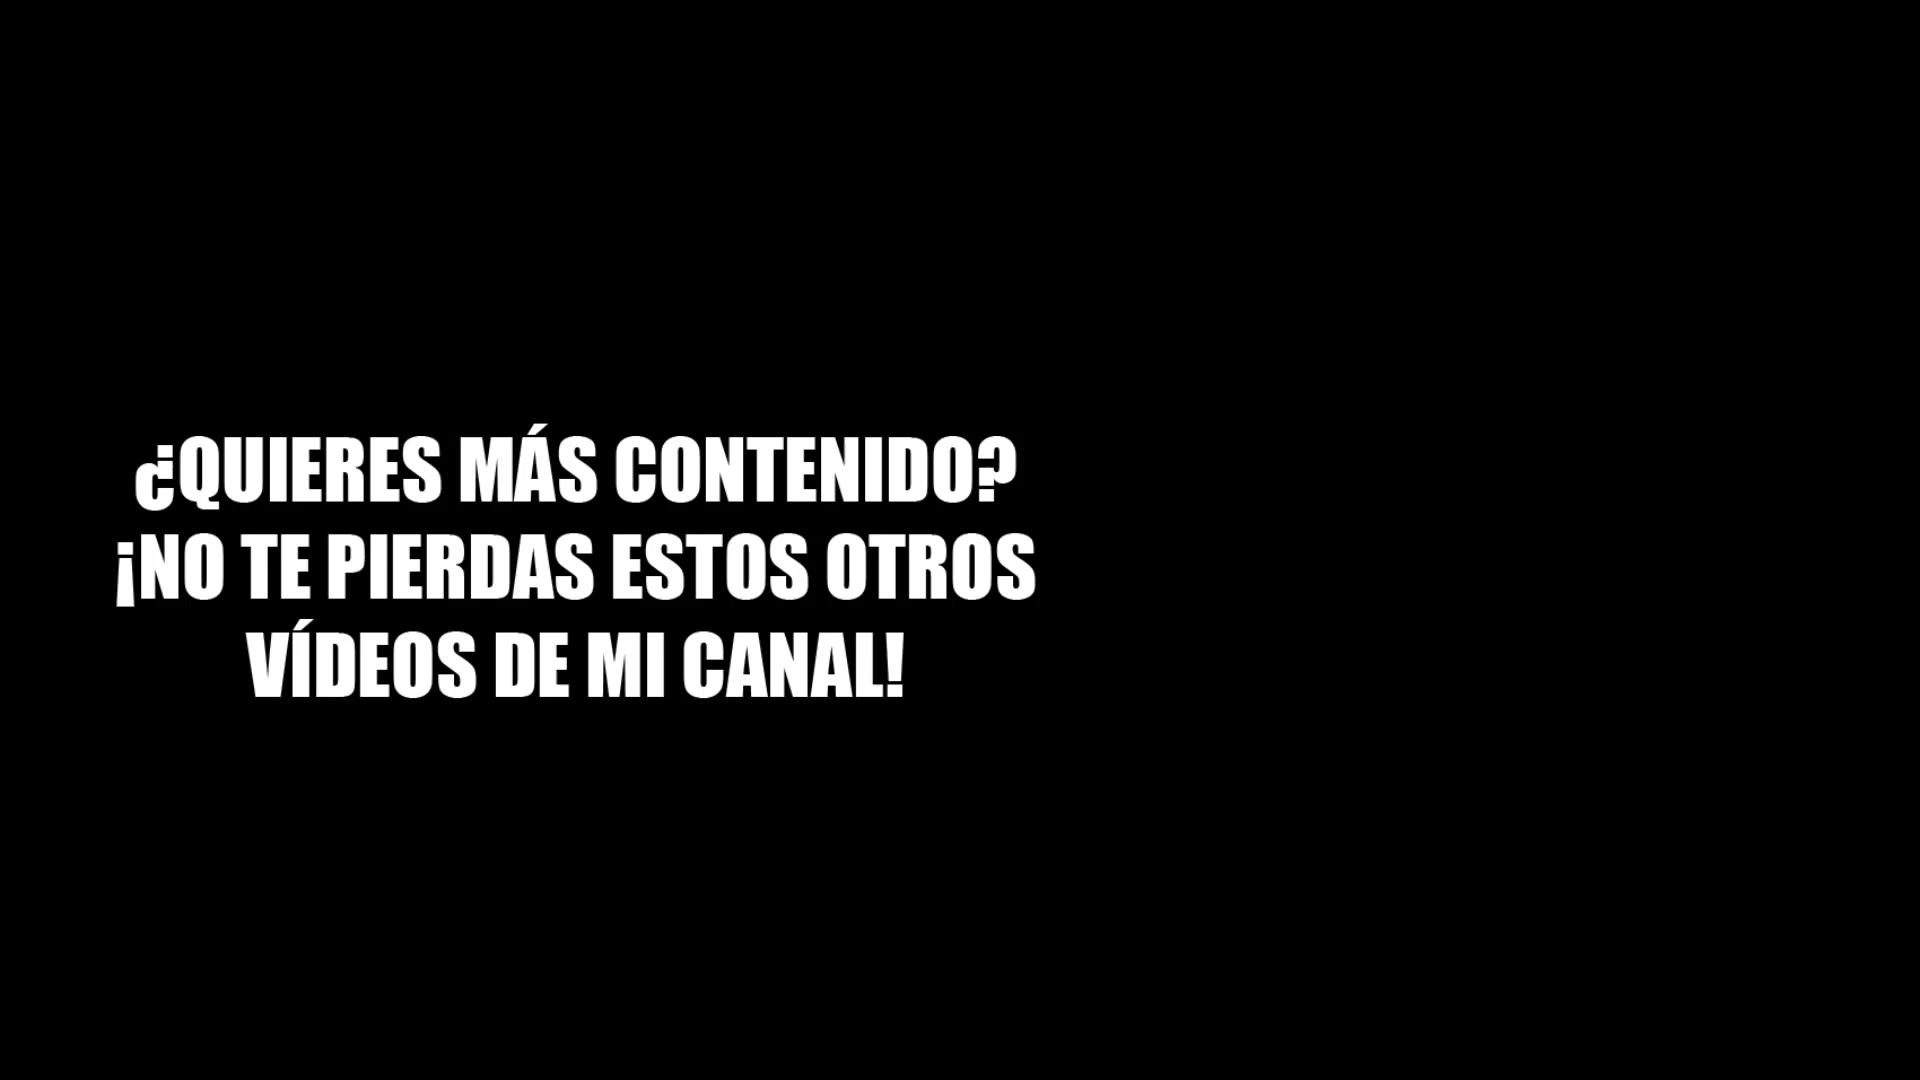 ¿QUIERES MÁS CONTENIDO?
¡NO TE PIERDAS ESTOS OTROS
VÍDEOS DE MI CANAL!